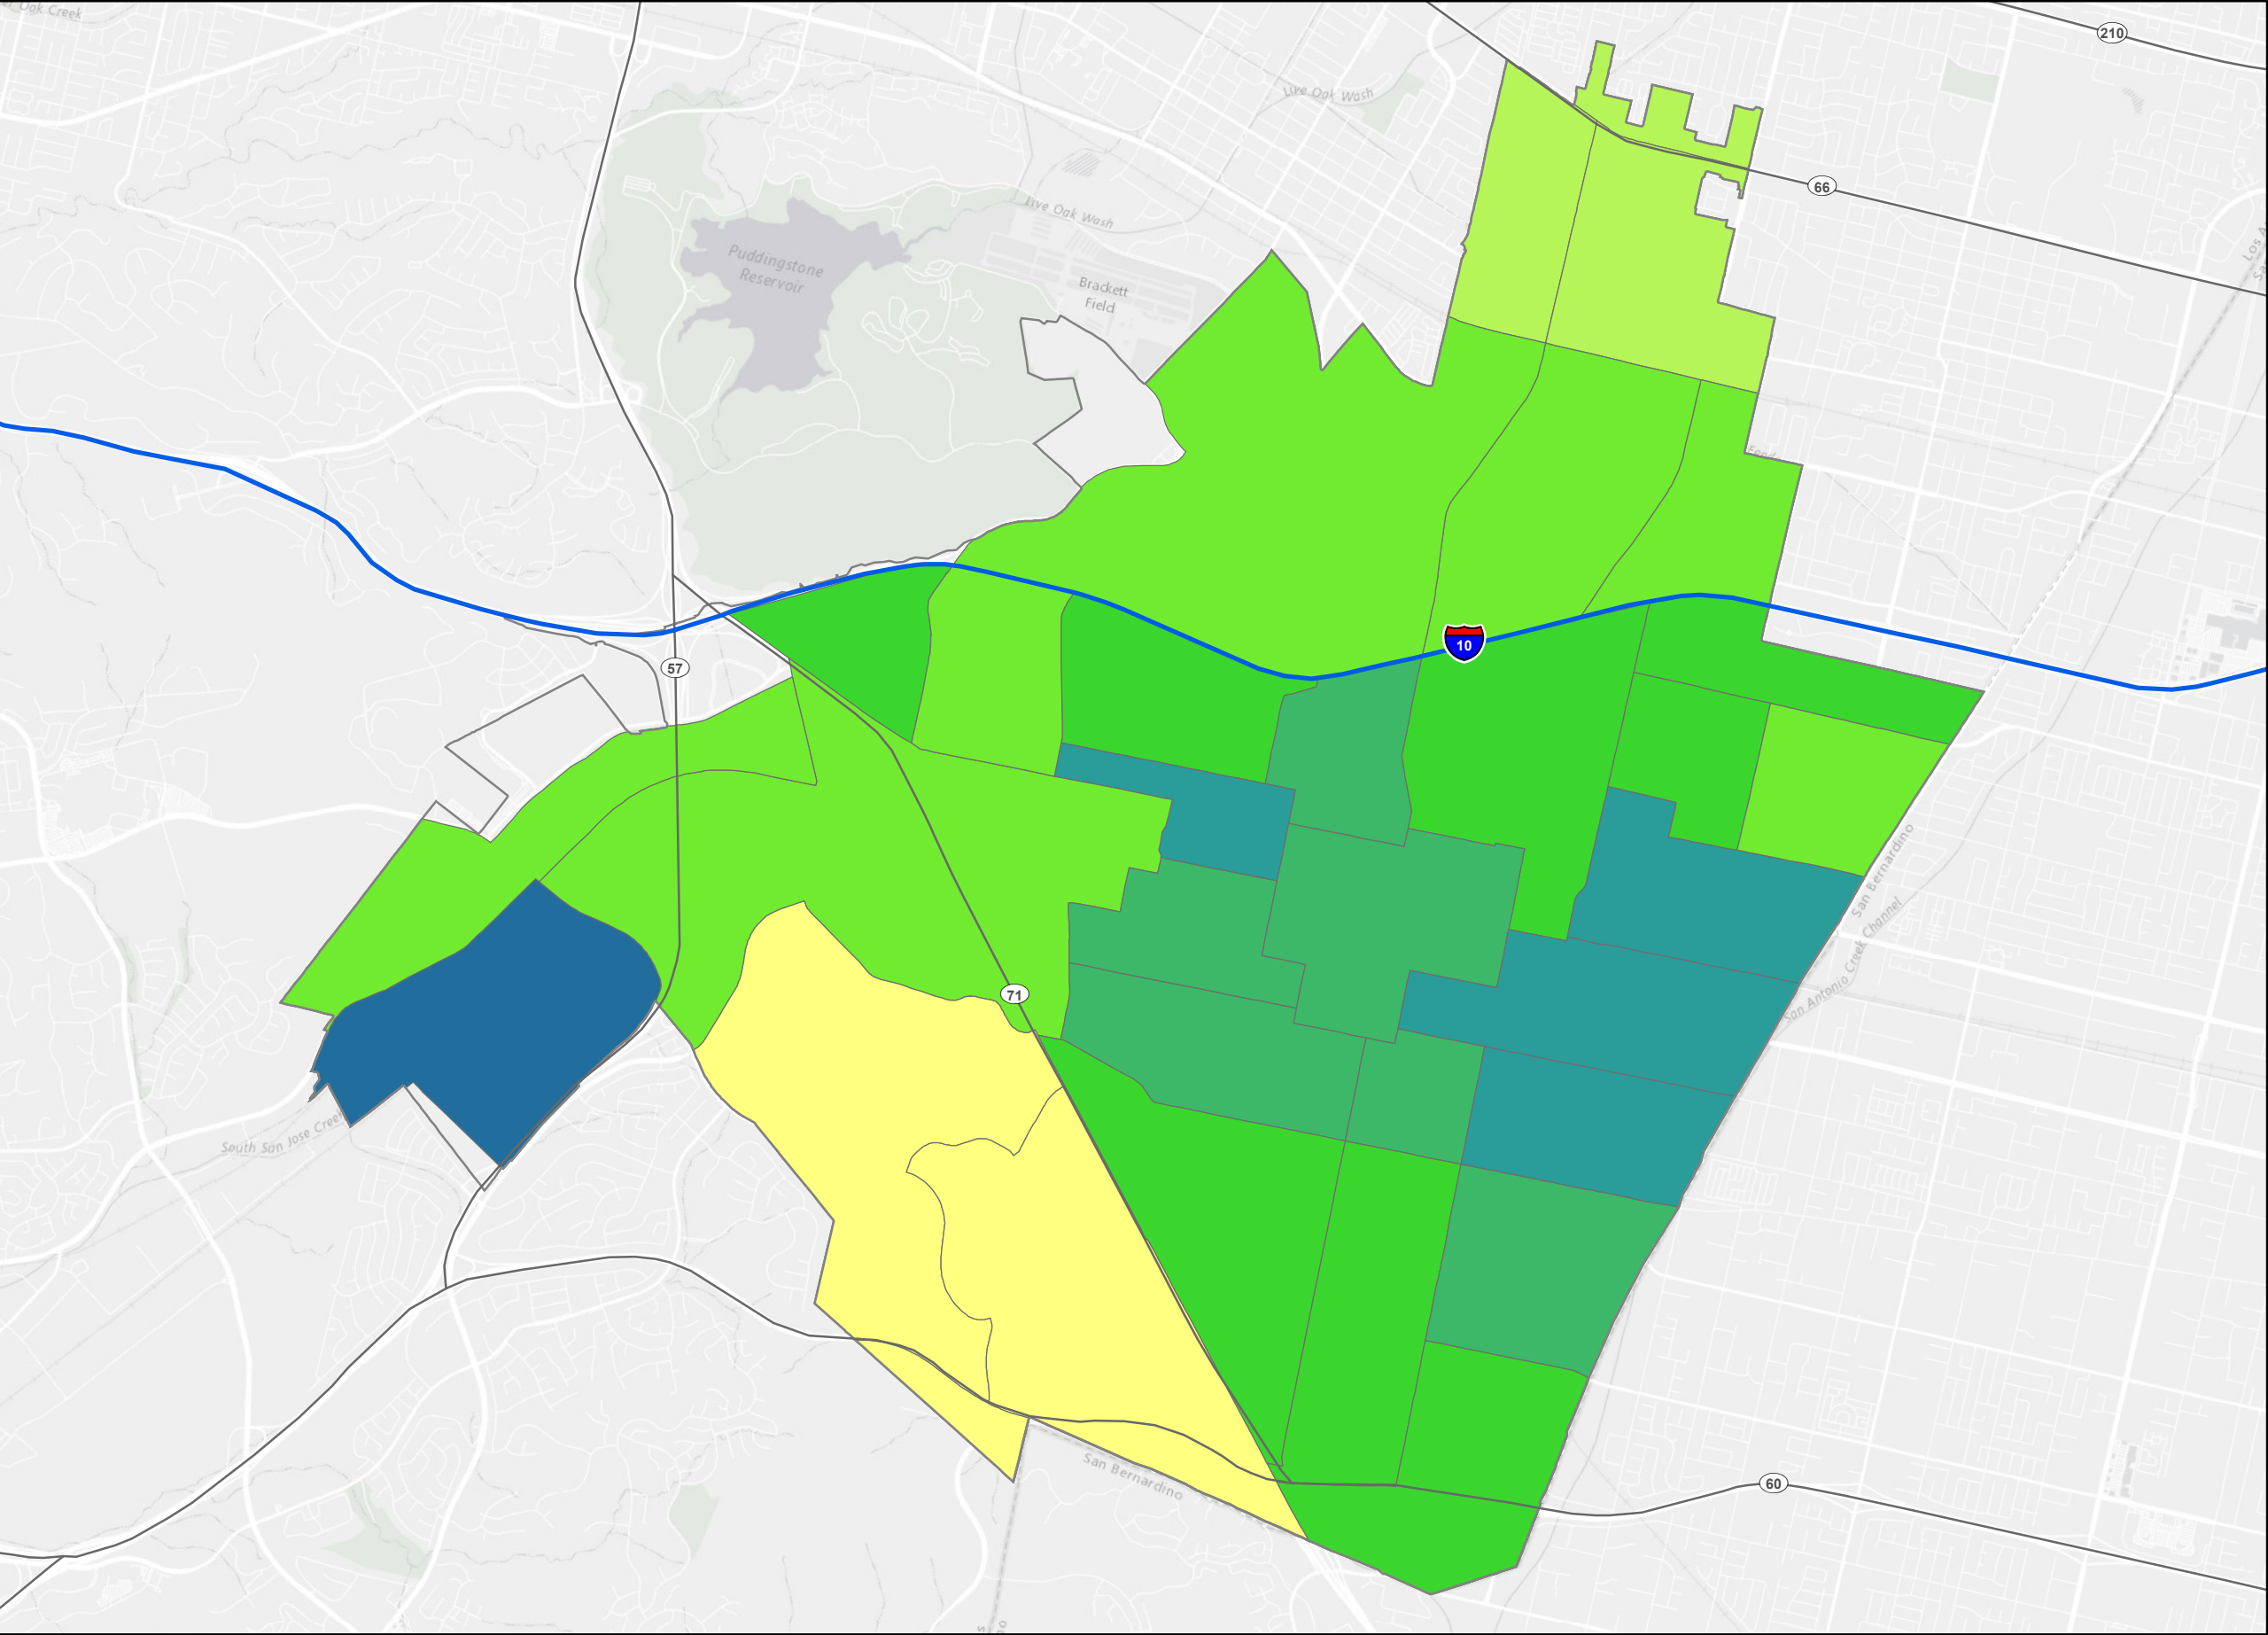 Oak Creek
210
Live Oak Wash
66
Live Oak Wash
Puddingstone
Reservoir
Brackett
Field
10
57
San Bernardino
San Antonio Creek Channel
71
South San Jose Creek
San Bernardino
60